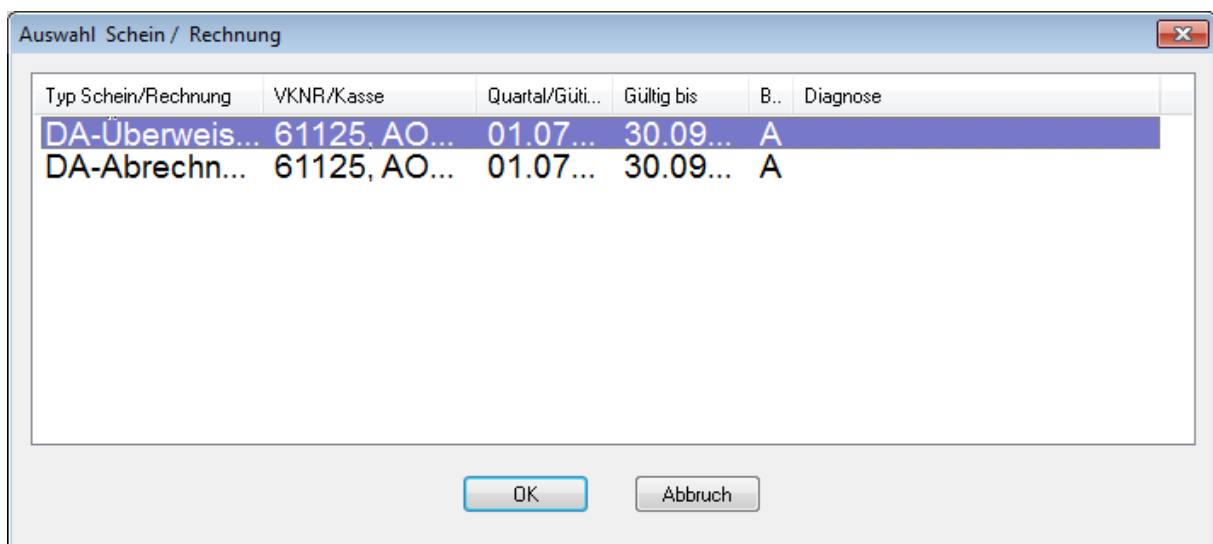 Auswahl Schein / Rechnung
Typ Schein/Rechnung VKNR/Kasse Quartal/Güti... Gültig bis B.. Diagnose
DA-Überweis... 61125, AO... 01.07... 30.09... A
DA-Abrechn... 61125, AO... 01.07... 30.09... A
OK Abbruch